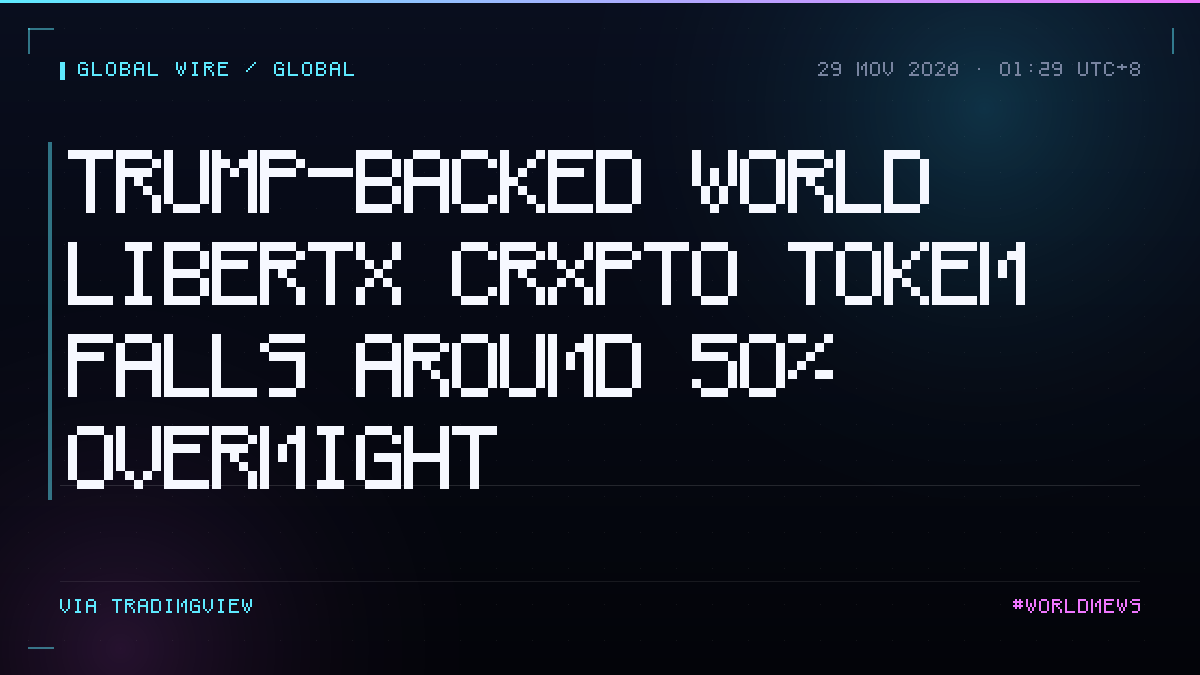 GLOBAL WIRE / GLOBAL
29 NOV · 01:29 UTC+8
TRUMP-BACKED WORLD
LIBERTY CRYPTO TOKEN
FALLS AROUND 50%
OVERNIGHT
VIA TRADINGVIEW
#WORLDNEWS